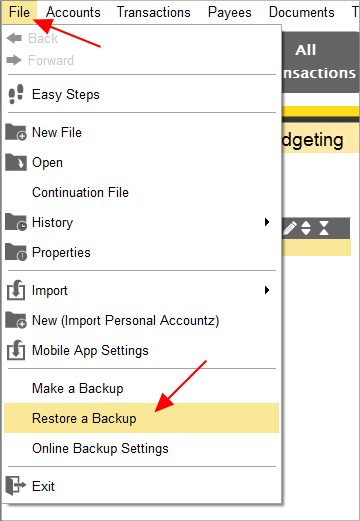 File Accounts Transactions Payees Documents T
Back
Forward
All
nsactions
Easy Steps
New File
dgeting
Open
Continuation File
History
Properties
Import
New (Import Personal Accountz)
Mobile App Settings
Make a Backup
Restore a Backup
Online Backup Settings
Exit